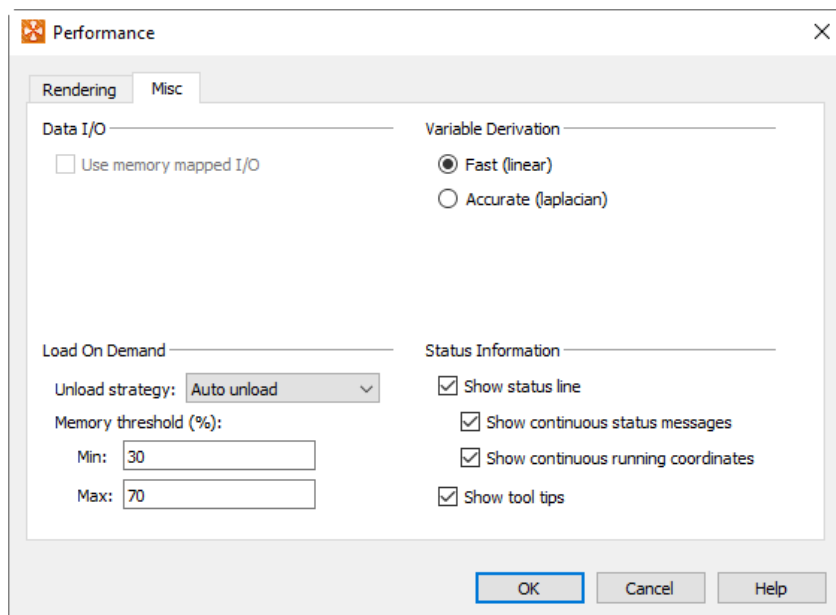 Performance
Rendering
Misc
Data I/O
Use memory mapped I/O
Variable Derivation
Fast (linear)
Accurate (laplacian)
Load On Demand
Unload strategy: Auto unload
Memory threshold (%):
Min: 30
Max: 70
Status Information
Show status line
Show continuous status messages
Show continuous running coordinates
Show tool tips
OK
Cancel
Help